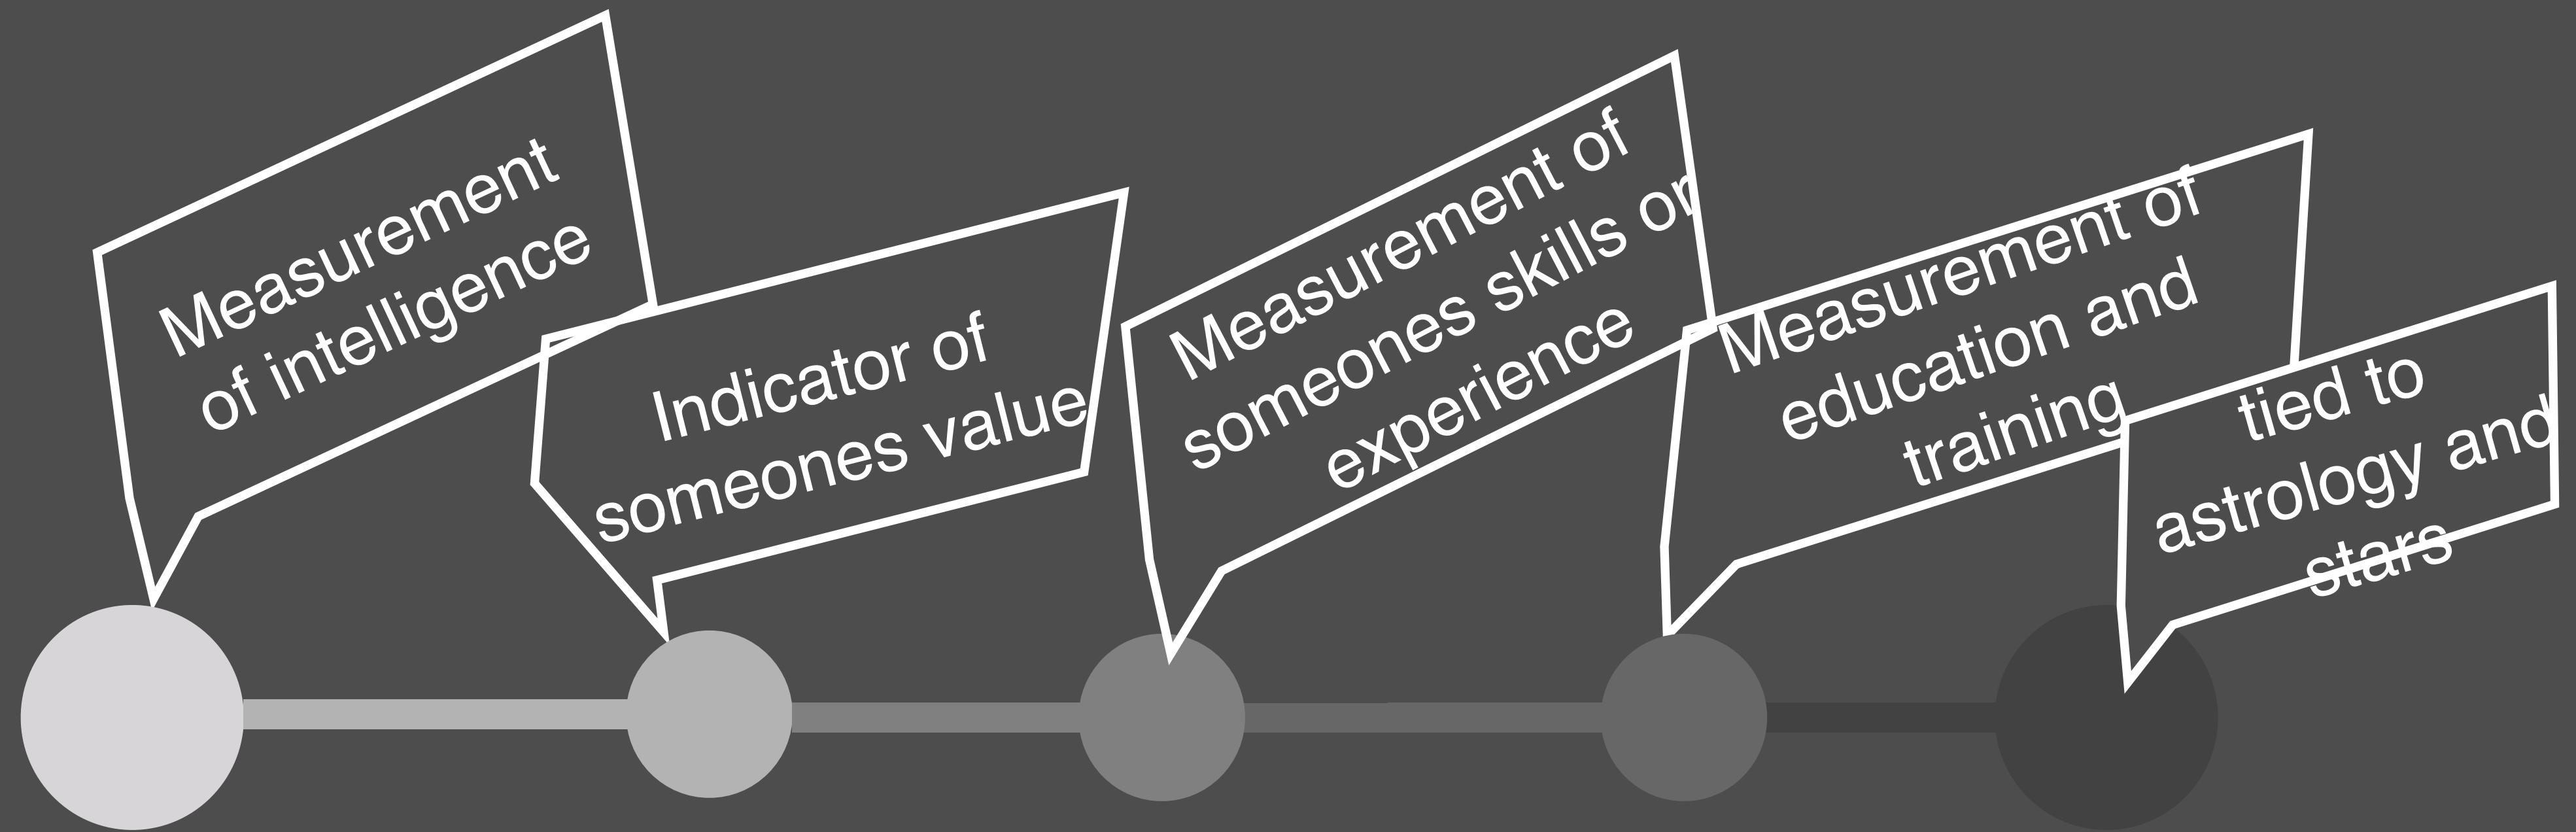 Measurement
of intelligence
Indicator of
someones value
Measurement of
someones skills or
experience
Measurement of
education and
training
tied to
astrology and
stars